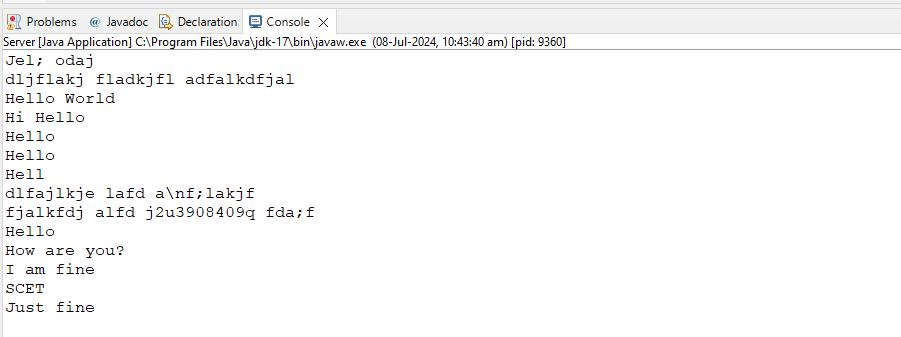 Problems @ Javadoc Declaration Console
Server [Java Application] C:\Program Files\Java\jdk-17\bin\javaw.exe (08-Jul-2024, 10:43:40 am) [pid: 9360]
Jel; odaj
dljflakj fladkjfl adfalkdfjal
Hello World
Hi Hello
Hello
Hello
Hell
dlfajlkje lafd a\nf;lakjf
fjalkfdj alfd j2u3908409q fda;f
Hello
How are you?
I am fine
SCET
Just fine